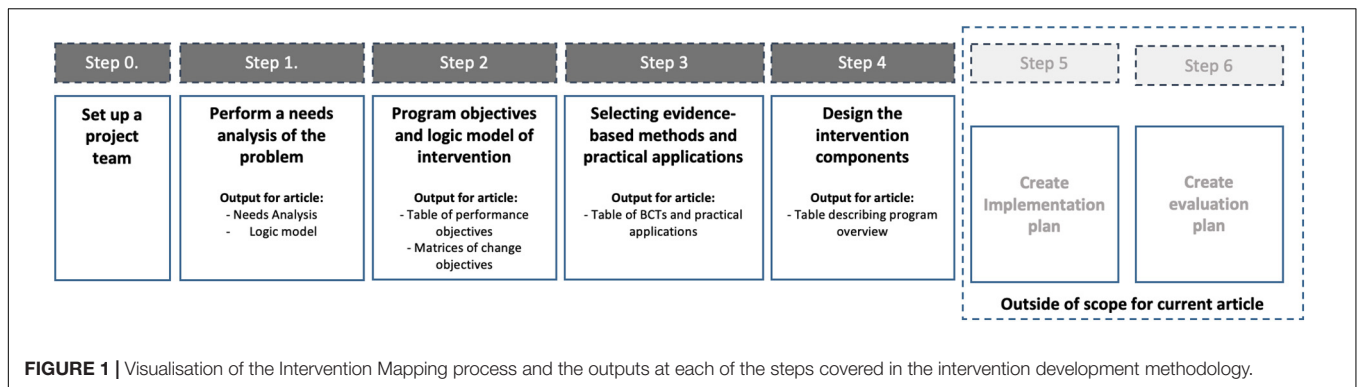 Step 0.
Set up a
project
team
Step 1.
Perform a needs
analysis of the
problem
Output for article:
- Needs Analysis
- Logic model
Step 2
Program objectives
and logic model of
intervention
Output for article:
- Table of performance
objectives
- Matrices of change
objectives
Step 3
Selecting evidence-
based methods and
practical applications
Output for article:
- Table of BCTs and practical
applications
Step 4
Design the
intervention
components
Output for article:
- Table describing program
overview
Step 5
Create
Implementation
plan
Step 6
Create
evaluation
plan
Outside of scope for current article
FIGURE 1 | Visualisation of the Intervention Mapping process and the outputs at each of the steps covered in the intervention development methodology.